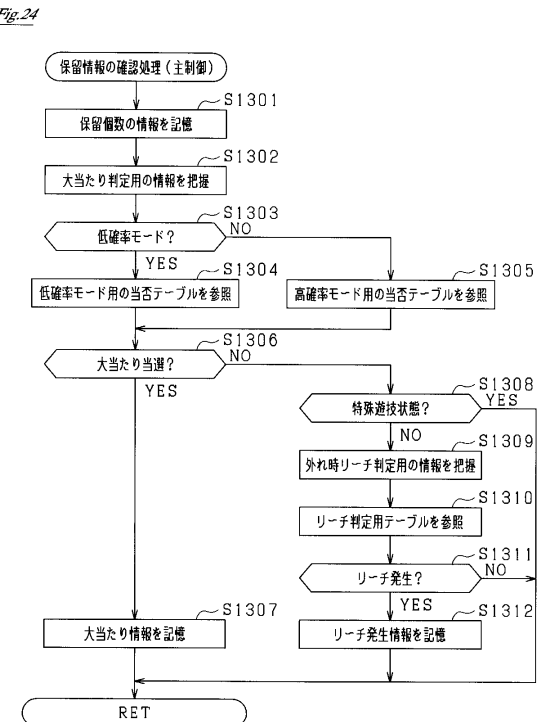 Fig.24
保留情報の確認処理(主制御)
S1301
保留個数の情報を記憶
S1302
大当たり判定用の情報を把握
S1303
低確率モード?
NO
YES
S1304
低確率モード用の当否テーブルを参照
S1305
高確率モード用の当否テーブルを参照
S1306
大当たり当選?
NO
YES
S1308
特殊遊技状態?
YES
NO
S1309
外れ時リーチ判定用の情報を把握
S1310
リーチ判定用テーブルを参照
S1311
リーチ発生?
NO
YES
S1307
大当たり情報を記憶
S1312
リーチ発生情報を記憶
RET